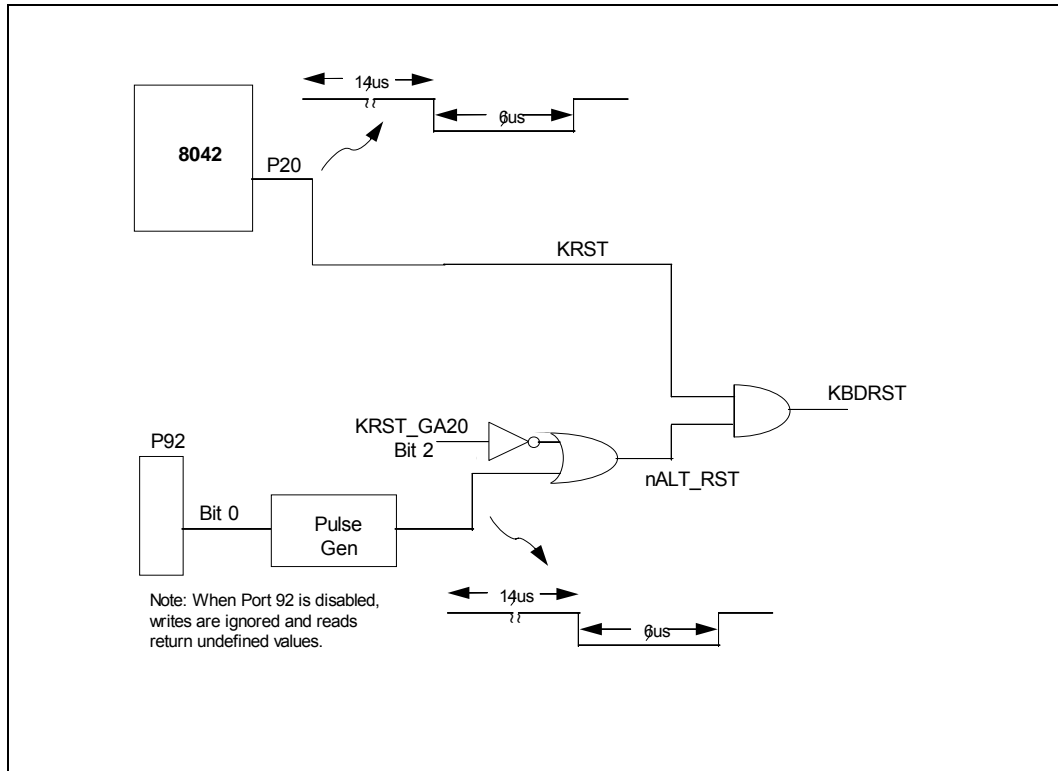 14us
6us
8042
P20
KRST
KBDRST
KRST_GA20
Bit 2
nALT_RST
P92
Bit 0
Pulse
Gen
14us
6us
Note: When Port 92 is disabled,
writes are ignored and reads
return undefined values.